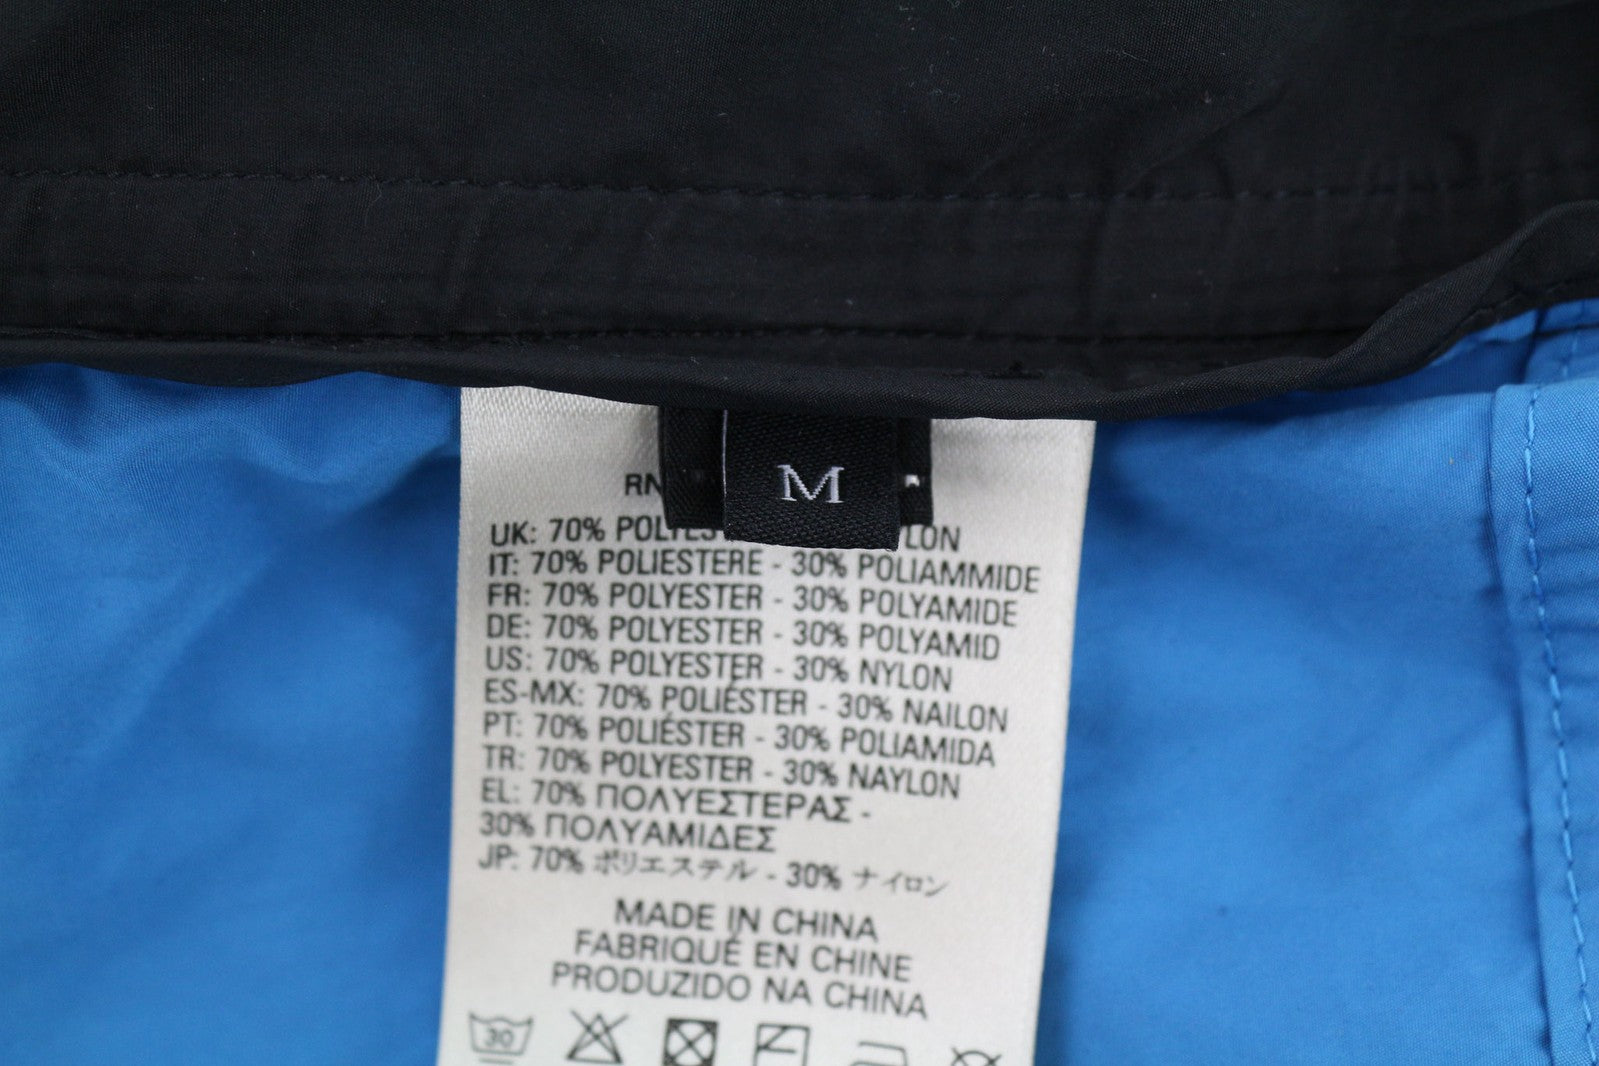 M
RN
UK: 70% LON
IT: 70% POLIESTERE - 30% POLIAMMIDE
FR: 70% POLYESTER - 30% POLYAMIDE
DE: 70% POLYESTER - 30% POLYAMID
US: 70% POLYESTER - 30% NYLON
ES-MX: 70% POLIÉSTER - 30% NAILON
PT: 70% POLIÉSTER - 30% POLIAMIDA
TR: 70% POLYESTER - 30% NAYLON
EL: 70% ΠΟΛΥΕΣΤΕΡΑΣ -
30% ΠΟΛΥΑΜΙΔΕΣ
JP: 70% ポリエステル - 30% ナイロン
MADE IN CHINA
FABRIQUÉ EN CHINE
PRODUZIDO NA CHINA
30